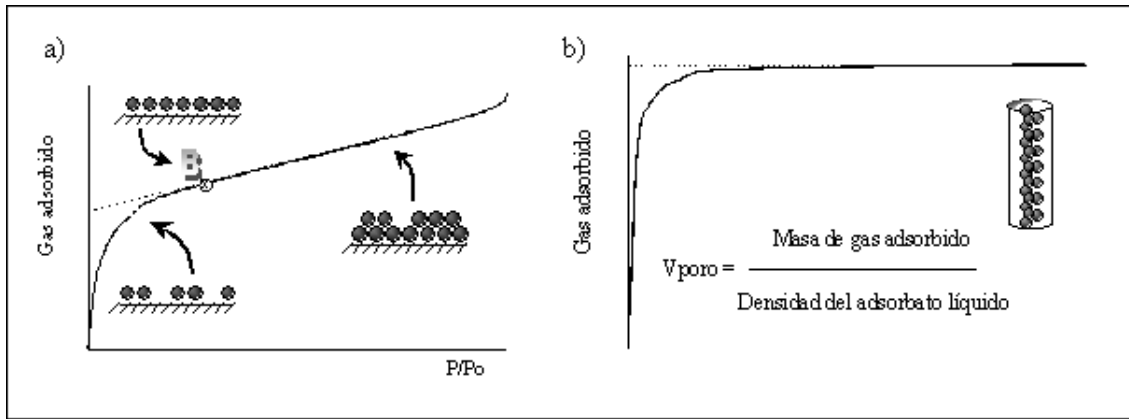 a)
Gas adsorbido
B
P/Po
b)
Gas adsorbido
Vporo = Masa de gas adsorbido
Densidad del adsorbato líquido